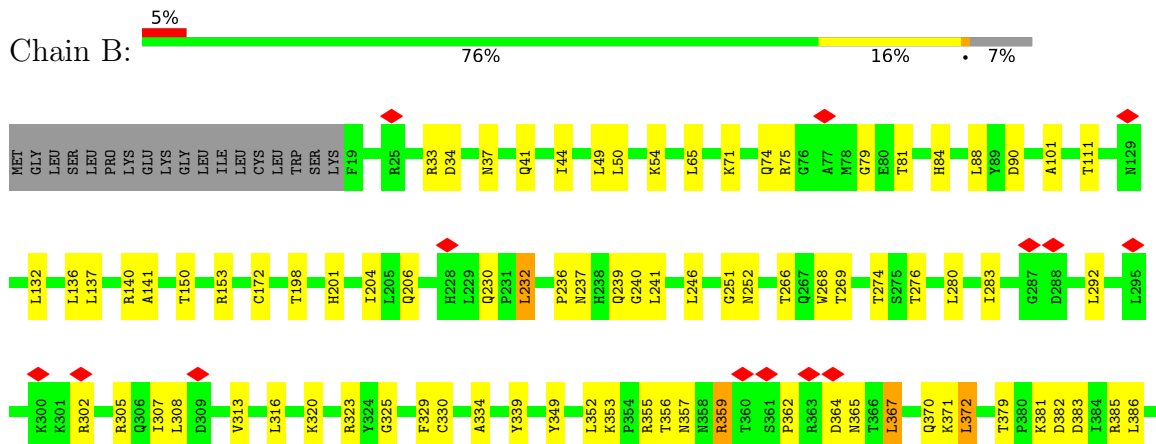 5%
Chain B:
76% 16% • 7%
MET GLY LEU SER LEU PRO LYS GLU LYS GLY LEU ILE LEU CYS LEU TRP SER LYS F19 R25 R33 D34 N37 Q41 I44 L49 L50 K54 L65 K71 Q74 R75 G76 A77 M78 G79 E80 T81 H84 L88 Y89 D90 A101 T111 N129
L132 L136 L137 R140 A141 T150 R153 C172 T198 H201 I204 L205 Q206 H228 L229 Q230 P231 L232 P236 N237 H238 Q239 G240 L241 L246 G251 N252 T266 Q267 W268 T269 T274 S275 T276 L280 I283 G287 D288 L292 L295
K300 K301 R302 R305 Q306 I307 L308 D309 V313 L316 K320 R323 Y324 G325 F329 C330 A334 Y339 Y349 L352 K353 P354 R355 T356 N357 N358 R359 T360 S361 P362 R363 D364 N365 T366 L367 Q370 K371 L372 T379 P380 K381 D382 D383 I384 R385 L386